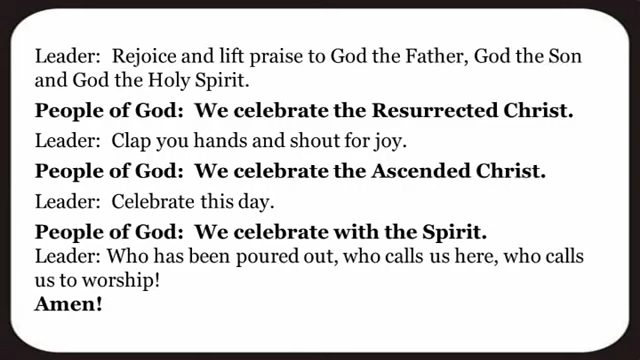 Leader:  Rejoice and lift praise to God the Father, God the Son
and God the Holy Spirit.
People of God:  We celebrate the Resurrected Christ.
Leader:  Clap you hands and shout for joy.
People of God:  We celebrate the Ascended Christ.
Leader:  Celebrate this day.
People of God:  We celebrate with the Spirit.
Leader: Who has been poured out, who calls us here, who calls
us to worship!
Amen!